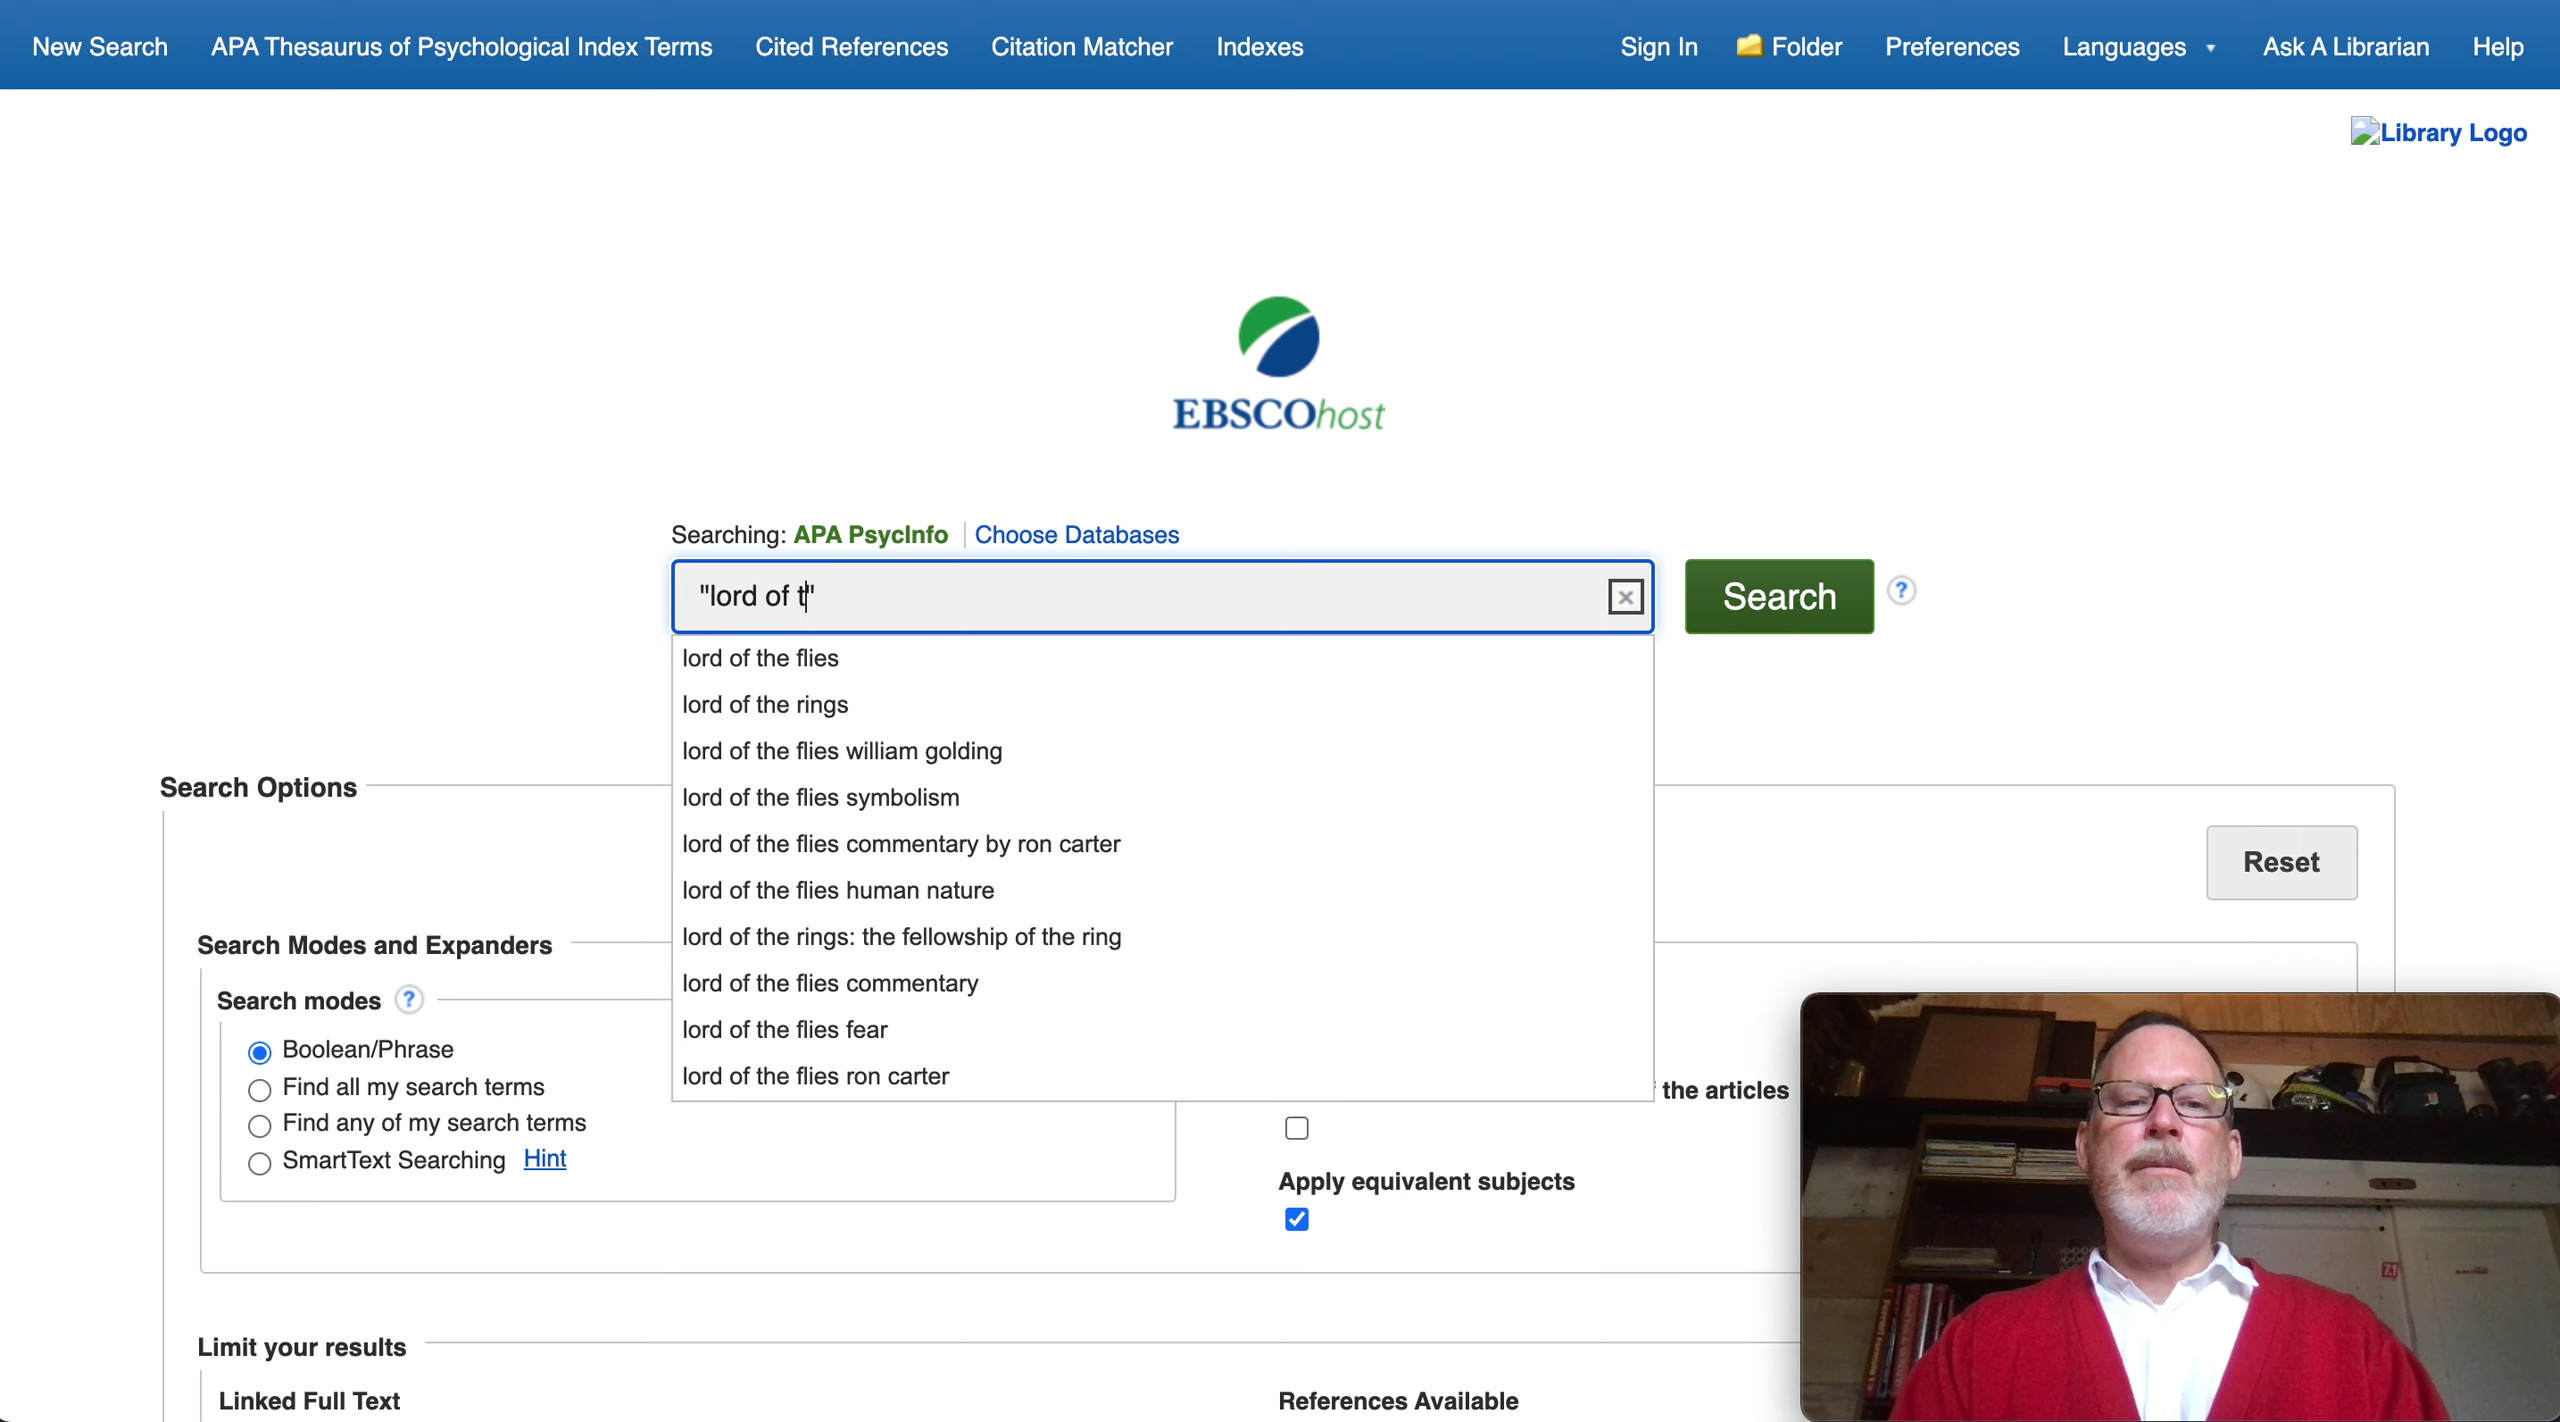 New Search APA Thesaurus of Psychological Index Terms Cited References Citation Matcher Indexes Sign In Folder Preferences Languages Ask A Librarian Help
Library Logo
EBSCOhost
Searching: APA PsycInfo Choose Databases
"lord of t"
Search
?
lord of the flies
lord of the rings
lord of the flies william golding
lord of the flies symbolism
lord of the flies commentary by ron carter
lord of the flies human nature
lord of the rings: the fellowship of the ring
lord of the flies commentary
lord of the flies fear
lord of the flies ron carter
Search Options
Reset
Search Modes and Expanders
Search modes ?
Boolean/Phrase
Find all my search terms
Find any of my search terms
SmartText Searching Hint
the articles
Apply equivalent subjects
Limit your results
Linked Full Text
References Available